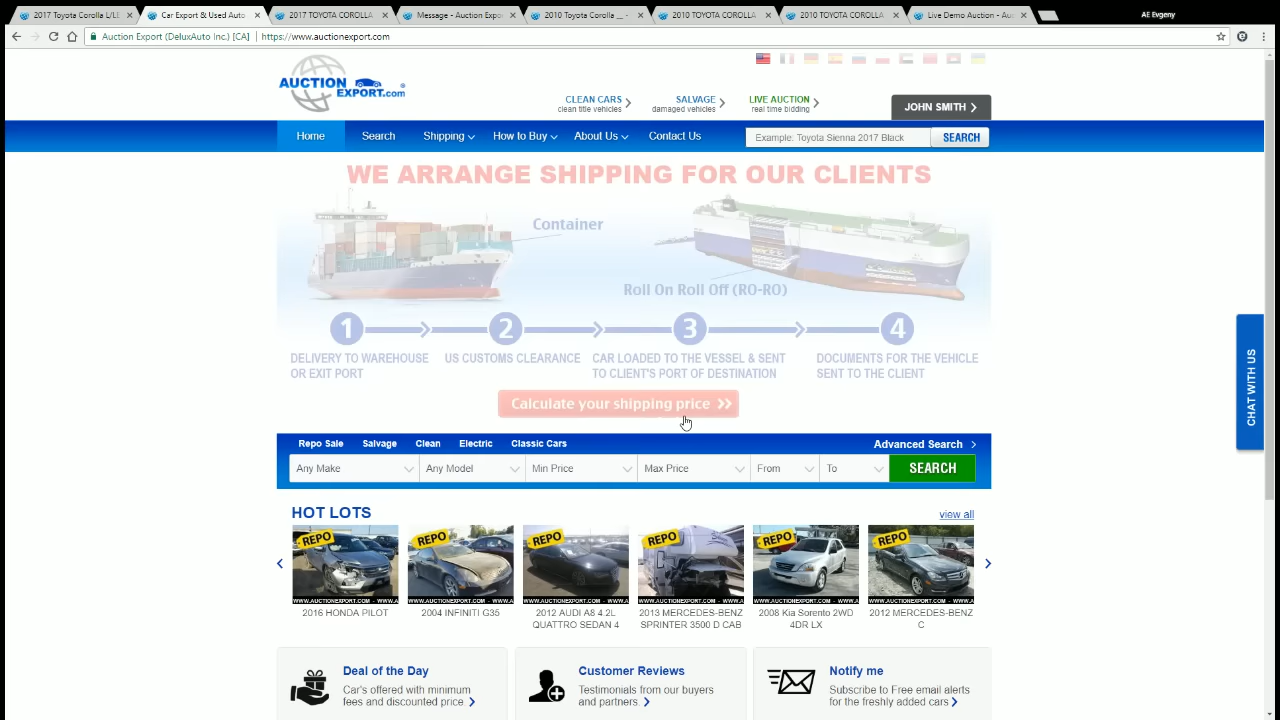 2017 Toyota Corolla L/LI
Car Export & Used Auto
2017 TOYOTA COROLLA
Message - Auction Expo
2010 Toyota Corolla __ -
2010 TOYOTA COROLLA
2010 TOYOTA COROLLA
Live Demo Auction - Au
AE Evgeny
Auction Export (DeluxAuto Inc.) [CA]
https://www.auctionexport.com
AUCTION
EXPORT.com
CLEAN CARS
clean title vehicles
SALVAGE
damaged vehicles
LIVE AUCTION
real time bidding
JOHN SMITH
Home
Search
Shipping
How to Buy
About Us
Contact Us
Example: Toyota Sienna 2017 Black
SEARCH
WE ARRANGE SHIPPING FOR OUR CLIENTS
Container
Roll On Roll Off (RO-RO)
1
2
3
4
DELIVERY TO WAREHOUSE
OR EXIT PORT
US CUSTOMS CLEARANCE
CAR LOADED TO THE VESSEL & SENT
TO CLIENT'S PORT OF DESTINATION
DOCUMENTS FOR THE VEHICLE
SENT TO THE CLIENT
Calculate your shipping price
CHAT WITH US
Repo Sale
Salvage
Clean
Electric
Classic Cars
Advanced Search
Any Make
Any Model
Min Price
Max Price
From
To
SEARCH
HOT LOTS
view all
REPO
REPO
REPO
REPO
REPO
REPO
WWW.AUCTIONEXPORT.COM - WWW.A
WWW.AUCTIONEXPORT.COM - WWW.A
WWW.AUCTIONEXPORT.COM - WWW.A
WWW.AUCTIONEXPORT.COM - WWW.A
WWW.AUCTIONEXPORT.COM - WWW.A
WWW.AUCTIONEXPORT.COM - WWW.A
2016 HONDA PILOT
2004 INFINITI G35
2012 AUDI A8 4.2L
QUATTRO SEDAN 4
2013 MERCEDES-BENZ
SPRINTER 3500 D CAB
2008 Kia Sorento 2WD
4DR LX
2012 MERCEDES-BENZ
C
Deal of the Day
Car's offered with minimum
fees and discounted price.
Customer Reviews
Testimonials from our buyers
and partners.
Notify me
Subscribe to Free email alerts
for the freshly added cars